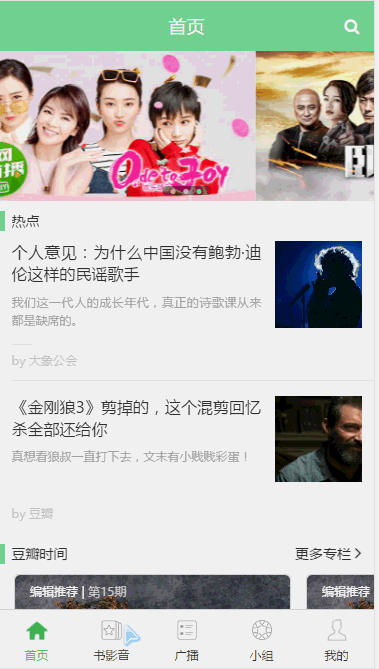 首页
Ode to Joy
热点
个人意见：为什么中国没有鲍勃·迪
伦这样的民谣歌手
我们这一代人的成长年代，真正的诗歌课从来
都是缺席的。
by 大象公会
《金刚狼3》剪掉的，这个混剪回忆
杀全部还给你
真想看狼叔一直打下去，文末有小贱贱彩蛋！
by 豆瓣
豆瓣时间
更多专栏
编辑推荐 | 第15期
编辑推荐
首页
书影音
广播
小组
我的